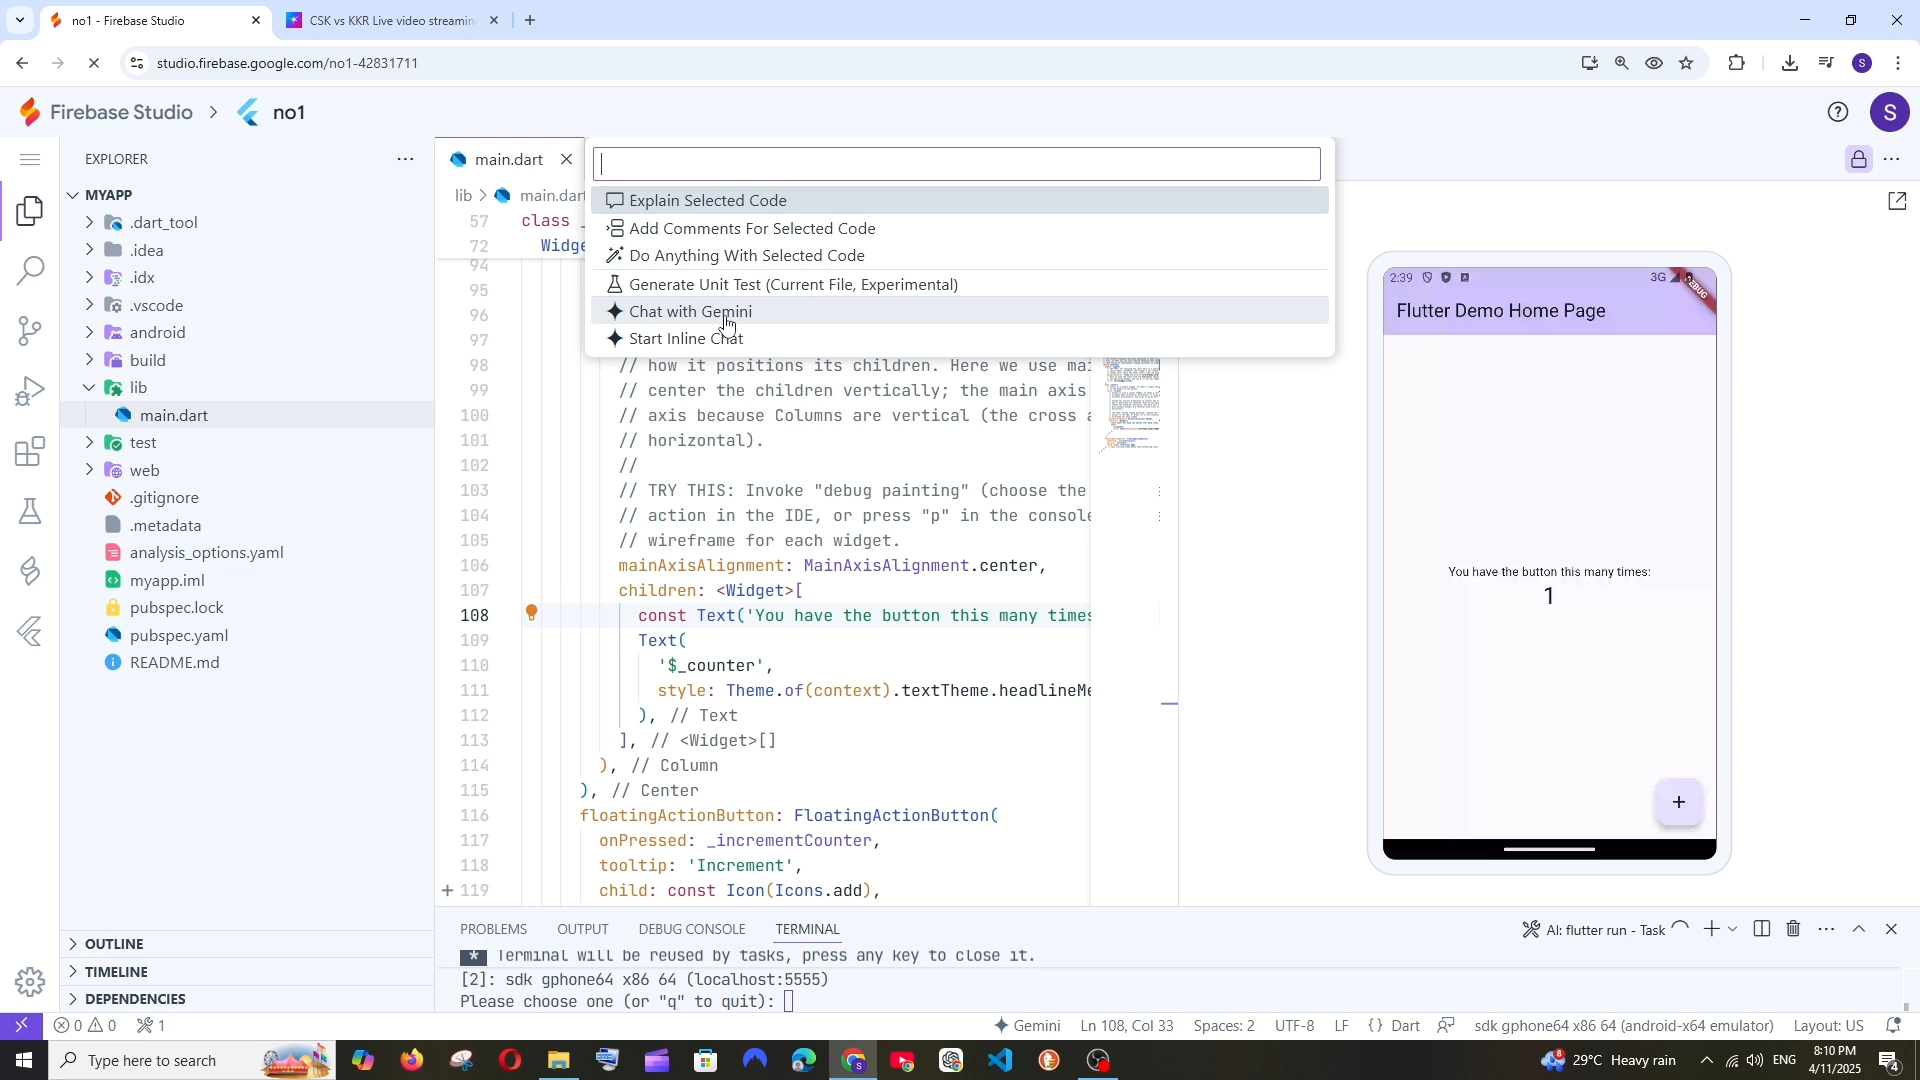 no1 - Firebase Studio
CSK vs KKR Live video streamin
studio.firebase.google.com/no1-42831711
S
Firebase Studio
no1
S
EXPLORER
MYAPP
.dart_tool
.idea
.idx
.vscode
android
build
lib
main.dart
test
web
.gitignore
.metadata
analysis_options.yaml
myapp.iml
pubspec.lock
pubspec.yaml
README.md
OUTLINE
TIMELINE
DEPENDENCIES
main.dart
lib > main.dart
Explain Selected Code
Add Comments For Selected Code
Do Anything With Selected Code
Generate Unit Test (Current File, Experimental)
Chat with Gemini
Start Inline Chat
57 class _
72 Widge
94
95
96
97
98 // how it positions its children. Here we use mai
99 // center the children vertically; the main axis
100 // axis because Columns are vertical (the cross a
101 // horizontal).
102 //
103 // TRY THIS: Invoke "debug painting" (choose the
104 // action in the IDE, or press "p" in the console
105 // wireframe for each widget.
106 mainAxisAlignment: MainAxisAlignment.center,
107 children: <Widget>[
108 const Text('You have the button this many times
109 Text(
110 '$_counter',
111 style: Theme.of(context).textTheme.headlineMe
112 ), // Text
113 ], // <Widget>[]
114 ), // Column
115 ), // Center
116 floatingActionButton: FloatingActionButton(
117 onPressed: _incrementCounter,
118 tooltip: 'Increment',
119 child: const Icon(Icons.add),
2:39
3G
DEBUG
Flutter Demo Home Page
You have the button this many times:
1
+
PROBLEMS OUTPUT DEBUG CONSOLE TERMINAL
AI: flutter run - Task
* Terminal will be reused by tasks, press any key to close it.
[2]: sdk gphone64 x86 64 (localhost:5555)
Please choose one (or "q" to quit):
0 0 1
Gemini Ln 108, Col 33 Spaces: 2 UTF-8 LF {} Dart sdk gphone64 x86 64 (android-x64 emulator) Layout: US
Type here to search
29°C Heavy rain
ENG
8:10 PM
4/11/2025
4